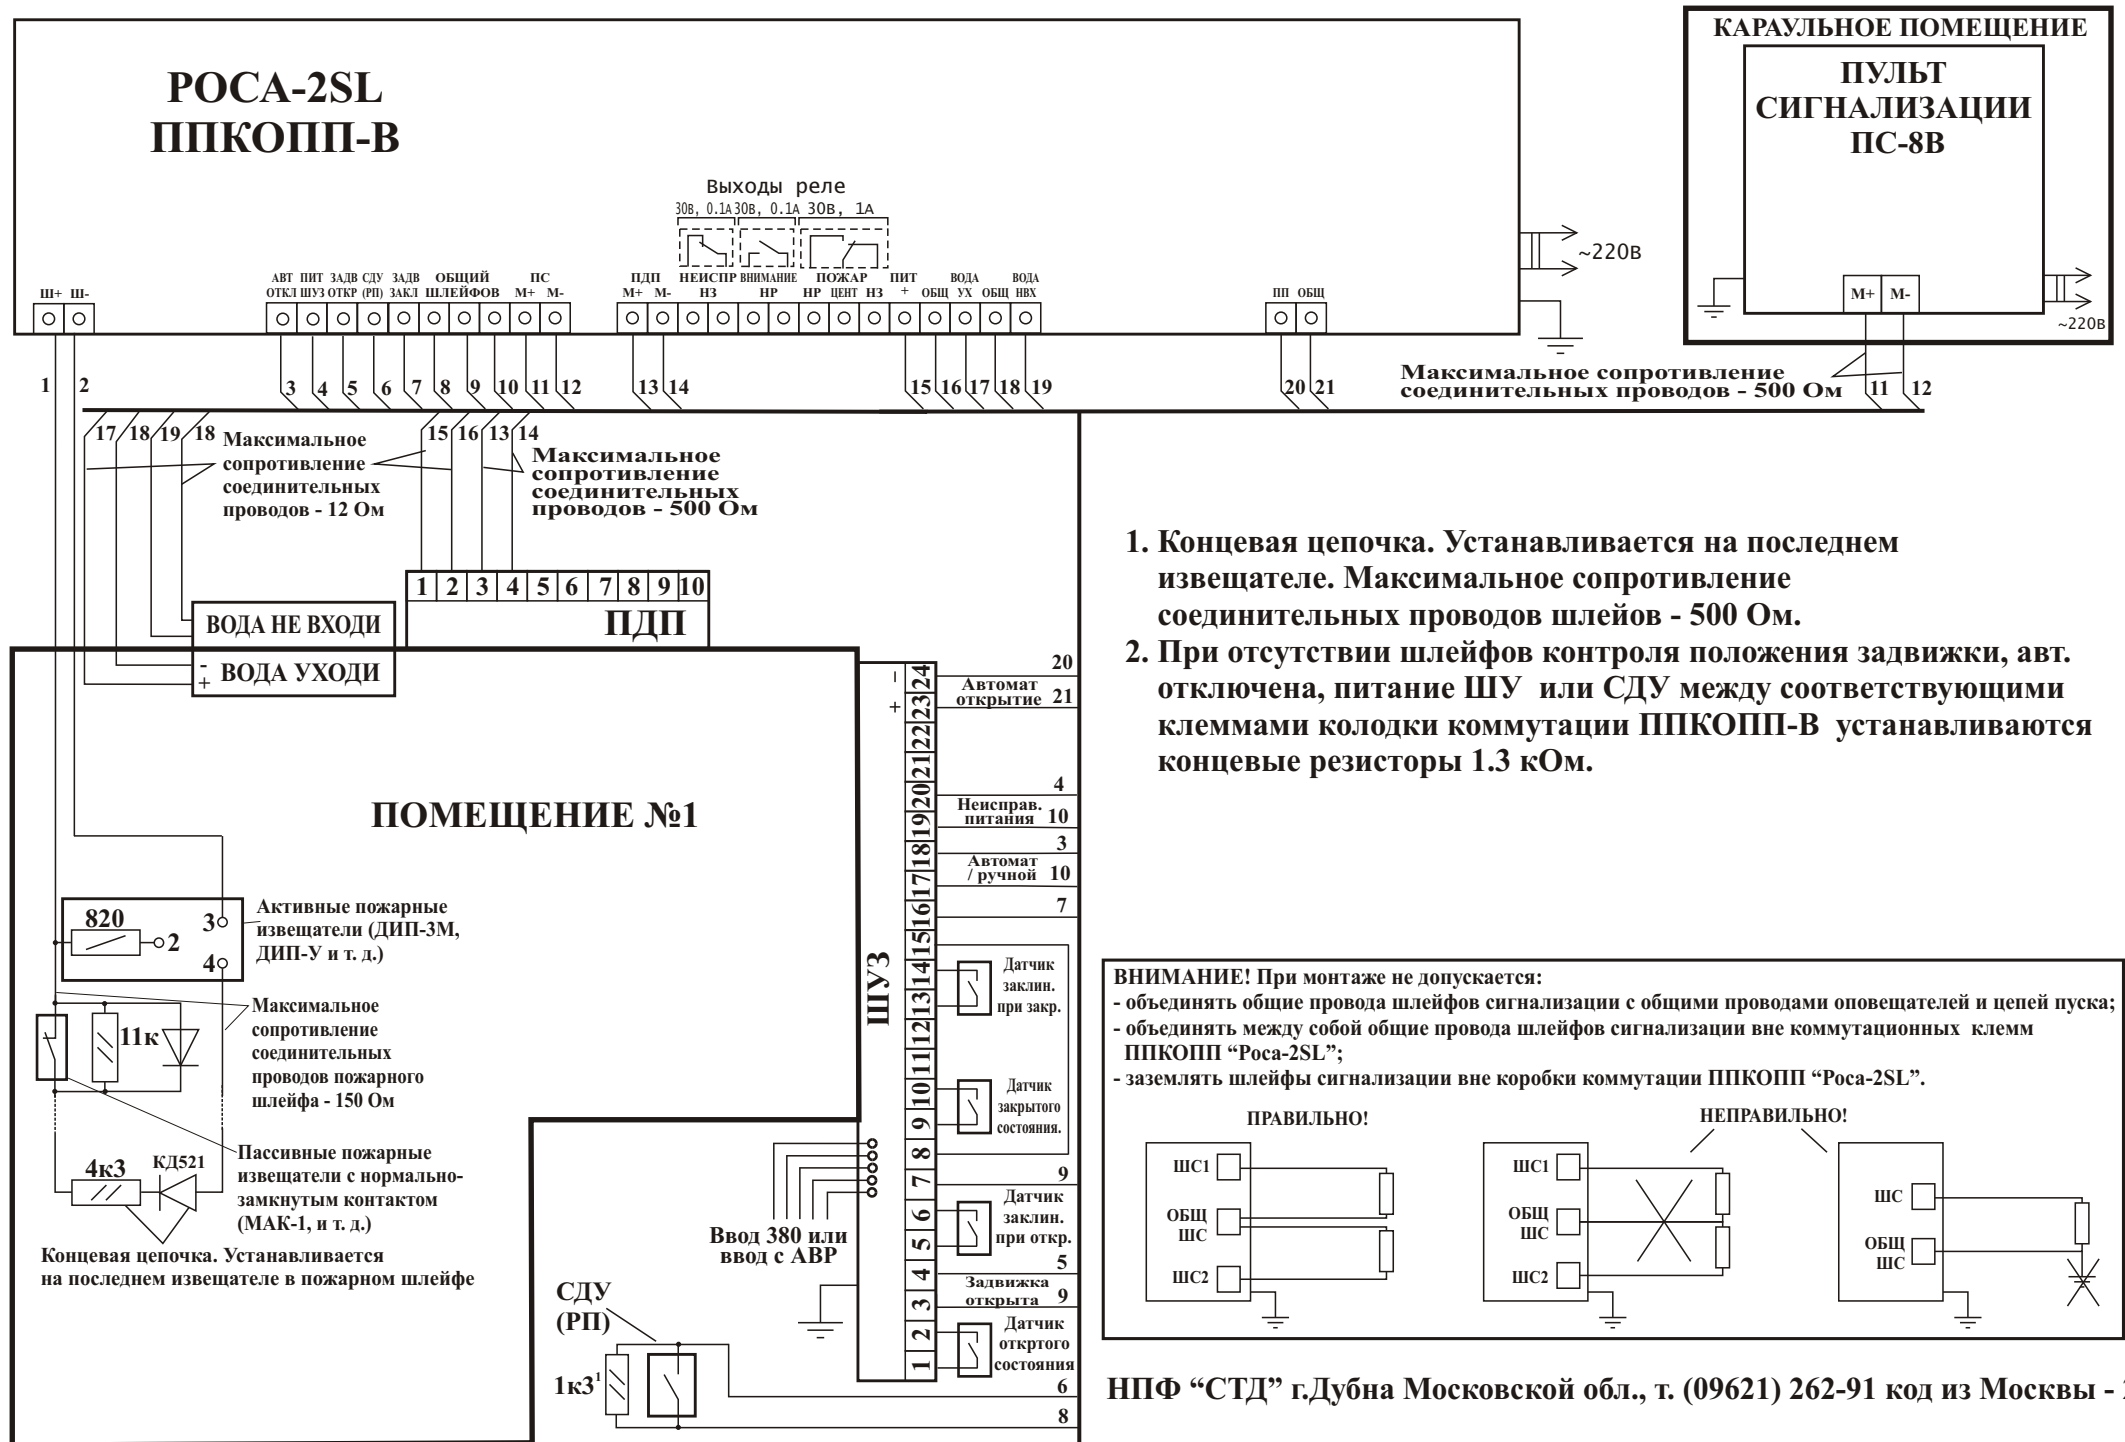 РОСА-2SL
ППКОПП-В
Выходы реле
30В, 0.1А 30В, 0.1А 30В, 1А
~220В
Ш+ Ш-
АВТ ПИТ ЗАДВ СДУ ЗАДВ ОБЩИЙ ПС
ОТКЛ ШУЗ ОТКР (РП) ЗАКЛ ШЛЕЙФОВ М+ М-
ПДП НЕИСПР ВНИМАНИЕ ПОЖАР ПИТ ВОДА ВОДА
М+ М- НЗ НР НР ЦЕНТ НЗ + ОБЩ УХ ОБЩ НВХ
ПП ОБЩ
КАРАУЛЬНОЕ ПОМЕЩЕНИЕ
ПУЛЬТ
СИГНАЛИЗАЦИИ
ПС-8В
М+ М-
~220В
1 2 3 4 5 6 7 8 9 10 11 12 13 14 15 16 17 18 19 20 21
Максимальное сопротивление
соединительных проводов - 500 Ом
11 12
17 18 19 18
15 16 13 14
Максимальное
сопротивление
соединительных
проводов - 12 Ом
Максимальное
сопротивление
соединительных
проводов - 500 Ом
1 2 3 4 5 6 7 8 9 10
ПДП
ВОДА НЕ ВХОДИ
-
+
ВОДА УХОДИ
1. Концевая цепочка. Устанавливается на последнем
извещателе. Максимальное сопротивление
соединительных проводов шлейов - 500 Ом.
2. При отсутствии шлейфов контроля положения задвижки, авт.
отключена, питание ШУ или СДУ между соответствующими
клеммами колодки коммутации ППКОПП-В устанавливаются
концевые резисторы 1.3 кОм.
ПОМЕЩЕНИЕ №1
820
2
3
4
Активные пожарные
извещатели (ДИП-3М,
ДИП-У и т. д.)
11к
Максимальное
сопротивление
соединительных
проводов пожарного
шлейфа - 150 Ом
4к3
КД521
Пассивные пожарные
извещатели с нормально-
замкнутым контактом
(МАК-1, и т. д.)
Концевая цепочка. Устанавливается
на последнем извещателе в пожарном шлейфе
ШУЗ
-
+
24 23 22 21 20 19 18 17 16 15 14 13 12 11 10 9 8 7 6 5 4 3 2 1
20
Автомат
открытие 21
4
Неисправ.
питания 10
3
Автомат
/ ручной 10
7
Датчик
заклин.
при закр.
Датчик
закрытого
состояния.
9
Датчик
заклин.
при откр.
5
Задвижка
открыта 9
Датчик
откртого
состояния
6
8
Ввод 380 или
ввод с АВР
СДУ
(РП)
1к3¹
ВНИМАНИЕ! При монтаже не допускается:
- объединять общие провода шлейфов сигнализации с общими проводами оповещателей и цепей пуска;
- объединять между собой общие провода шлейфов сигнализации вне коммутационных клемм
ППКОПП “Роса-2SL”;
- заземлять шлейфы сигнализации вне коробки коммутации ППКОПП “Роса-2SL”.
ПРАВИЛЬНО!
НЕПРАВИЛЬНО!
ШС1
ОБЩ
ШС
ШС2
ШС1
ОБЩ
ШС
ШС2
ШС
ОБЩ
ШС
НПФ “СТД” г.Дубна Московской обл., т. (09621) 262-91 код из Москвы -